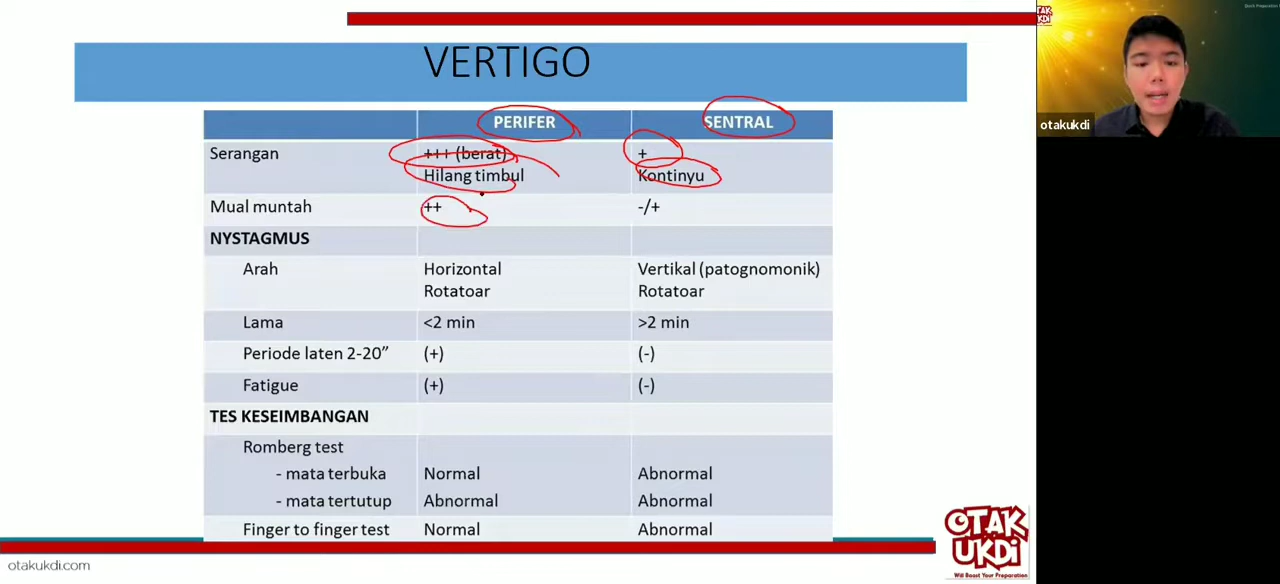 VERTIGO
PERIFER SENTRAL
Serangan +++ (berat) +
Hilang timbul Kontinyu
Mual muntah ++ -/+
NYSTAGMUS
Arah Horizontal Vertikal (patognomonik)
Rotatoar Rotatoar
Lama <2 min >2 min
Periode laten 2-20” (+) (-)
Fatigue (+) (-)
TES KESEIMBANGAN
Romberg test
- mata terbuka Normal Abnormal
- mata tertutup Abnormal Abnormal
Finger to finger test Normal Abnormal
otakukdi.com
OTAK
UKDI
Will Boost Your Preparation
OTAK
UKDI
otakukdi